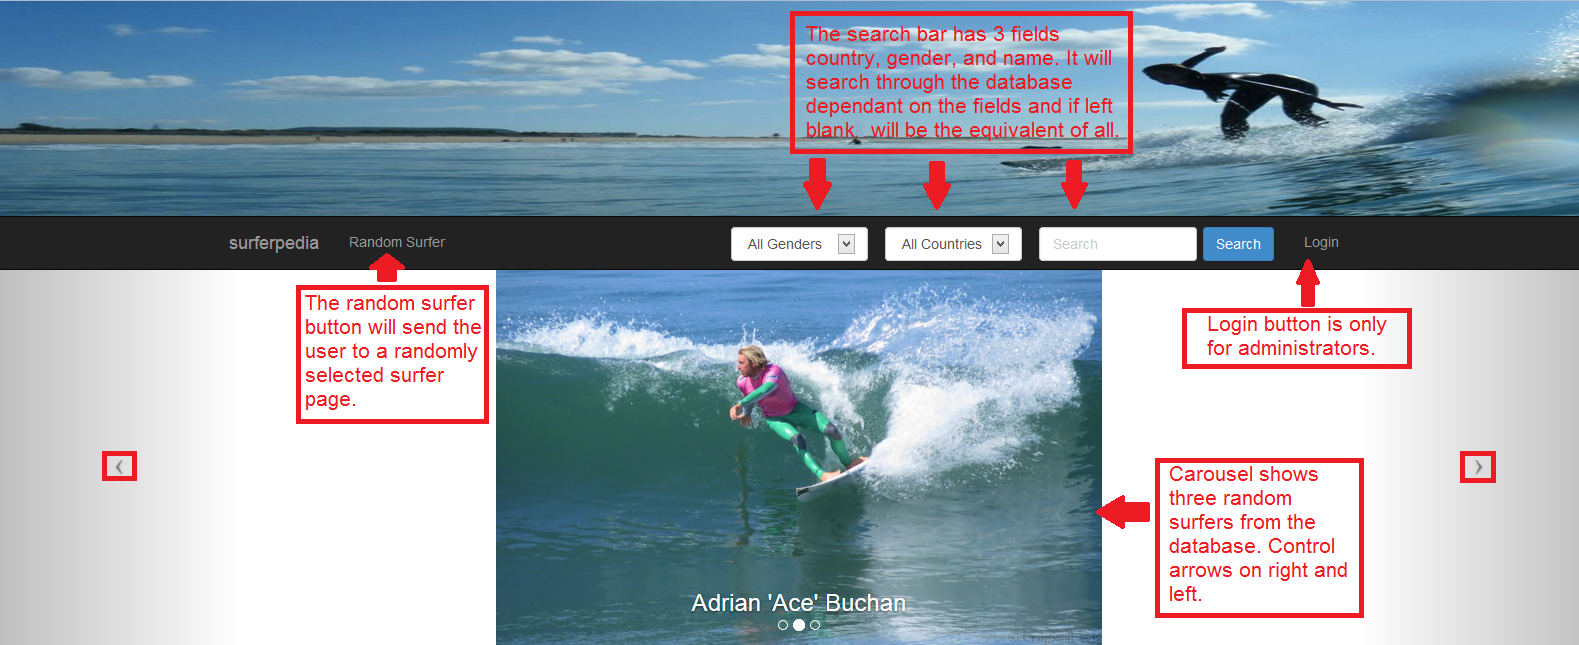 The search bar has 3 fields
country, gender, and name. It will
search through the database
dependant on the fields and if left
blank,  will be the equivalent of all.
surferpedia
Random Surfer
All Genders
All Countries
Search
Search
Login
The random surfer
button will send the
user to a randomly
selected surfer
page.
Login button is only
for administrators.
Carousel shows
three random
surfers from the
database. Control
arrows on right and
left.
Adrian 'Ace' Buchan